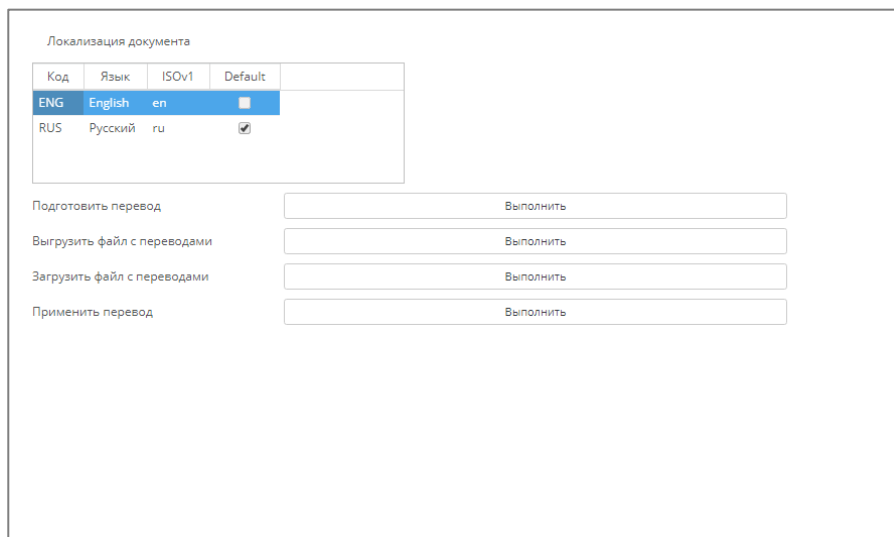 Локализация документа
Код Язык ISOv1 Default
ENG English en
RUS Русский ru
Подготовить перевод Выполнить
Выгрузить файл с переводами Выполнить
Загрузить файл с переводами Выполнить
Применить перевод Выполнить